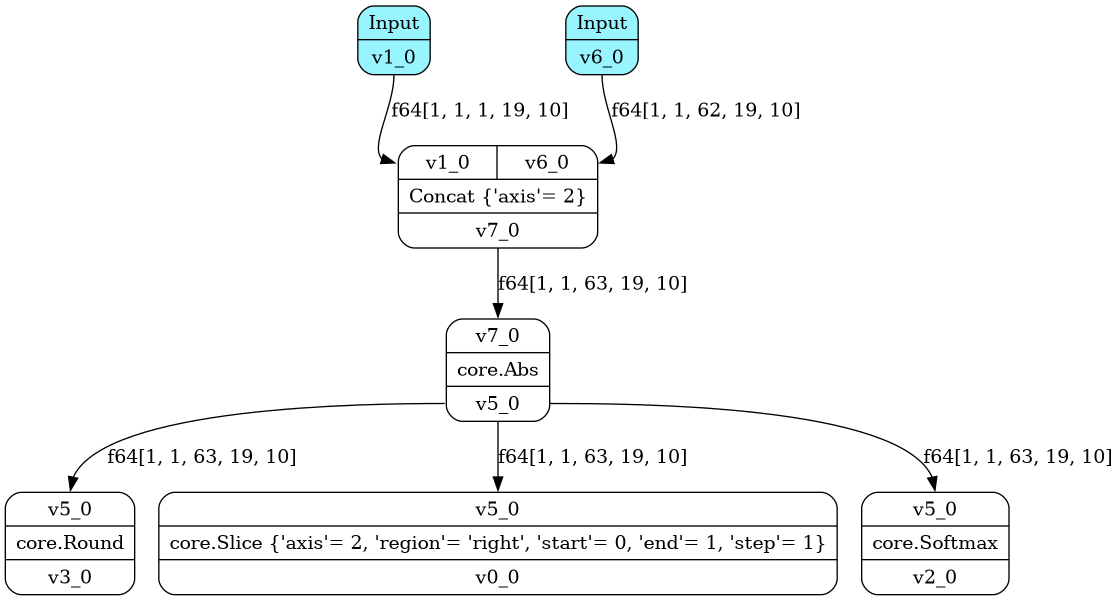 Input
v1_0
Input
v6_0
f64[1, 1, 1, 19, 10]
f64[1, 1, 62, 19, 10]
v1_0
v6_0
Concat {'axis'= 2}
v7_0
f64[1, 1, 63, 19, 10]
v7_0
core.Abs
v5_0
f64[1, 1, 63, 19, 10]
f64[1, 1, 63, 19, 10]
f64[1, 1, 63, 19, 10]
v5_0
core.Round
v3_0
v5_0
core.Slice {'axis'= 2, 'region'= 'right', 'start'= 0, 'end'= 1, 'step'= 1}
v0_0
v5_0
core.Softmax
v2_0